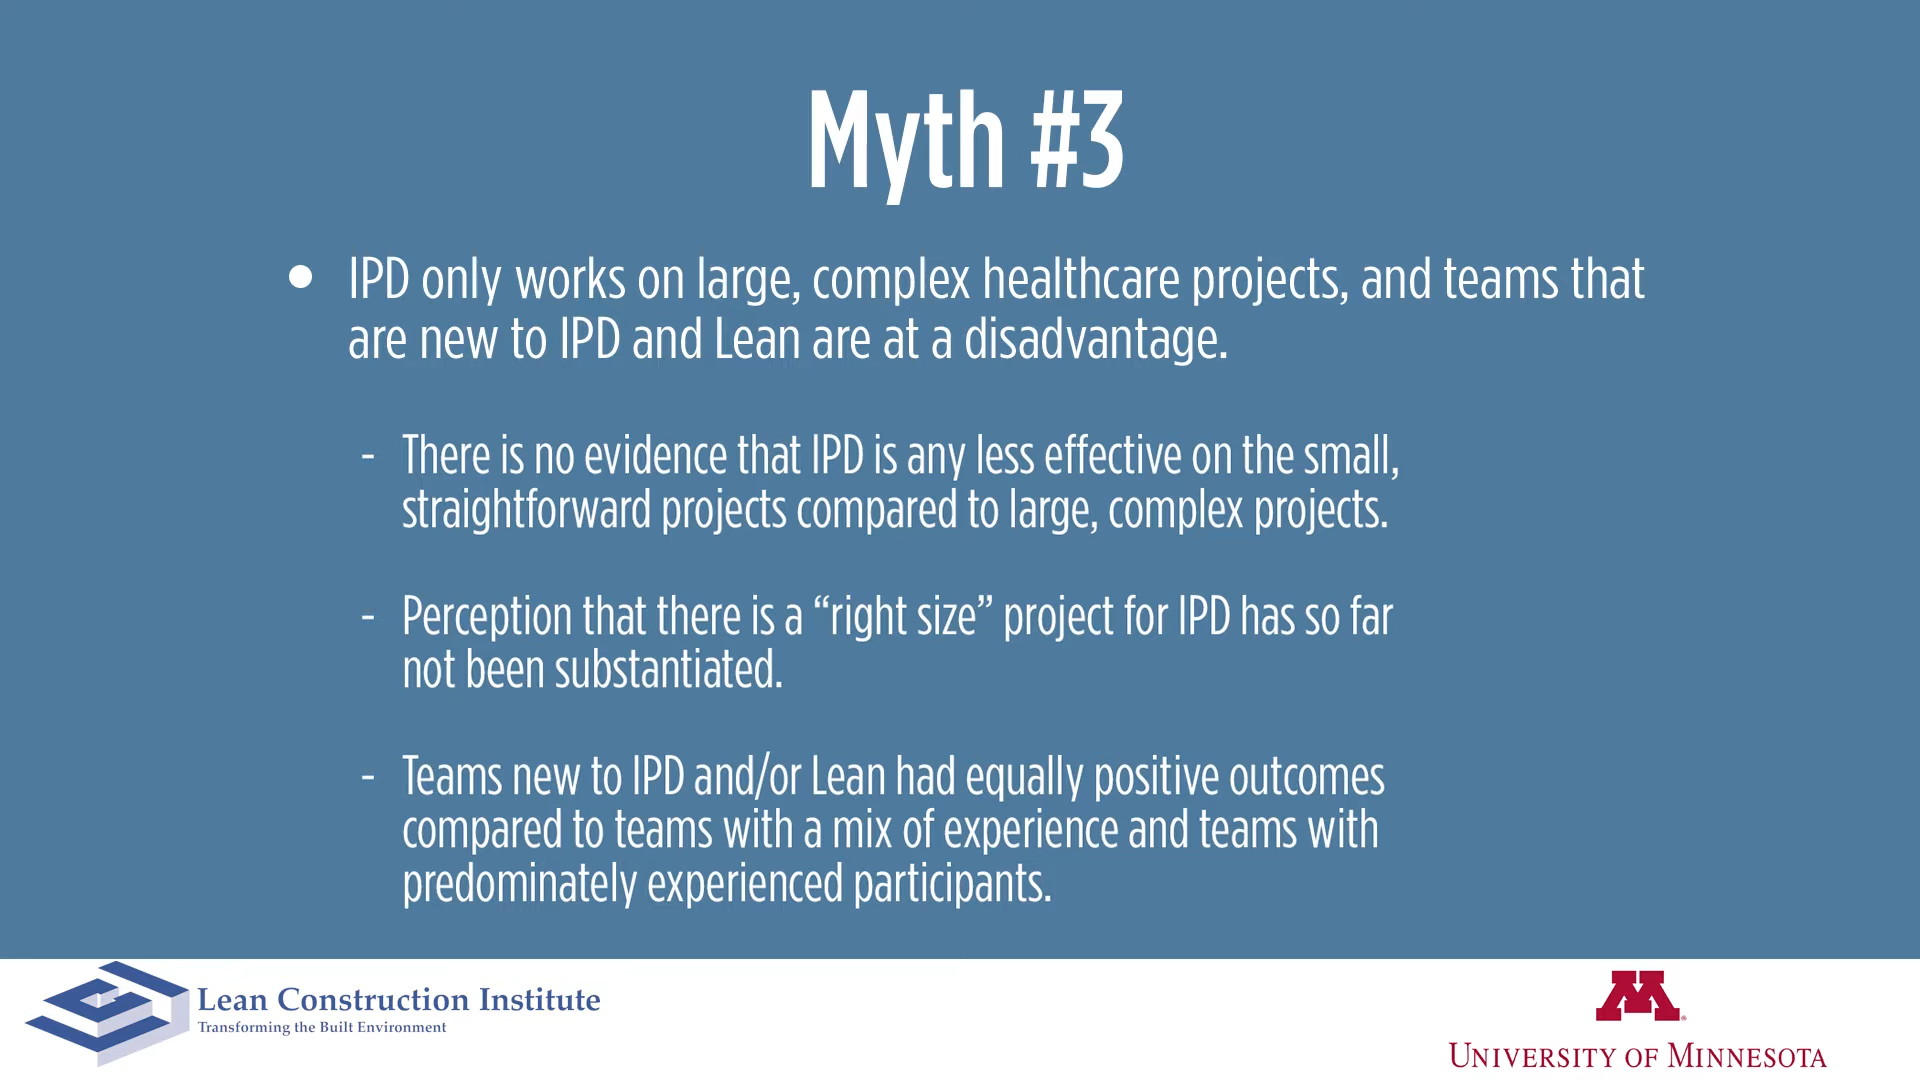 Myth #3
• IPD only works on large, complex healthcare projects, and teams that
are new to IPD and Lean are at a disadvantage.
- There is no evidence that IPD is any less effective on the small,
straightforward projects compared to large, complex projects.
- Perception that there is a “right size” project for IPD has so far
not been substantiated.
- Teams new to IPD and/or Lean had equally positive outcomes
compared to teams with a mix of experience and teams with
predominately experienced participants.
Lean Construction Institute
Transforming the Built Environment
M®
UNIVERSITY OF MINNESOTA